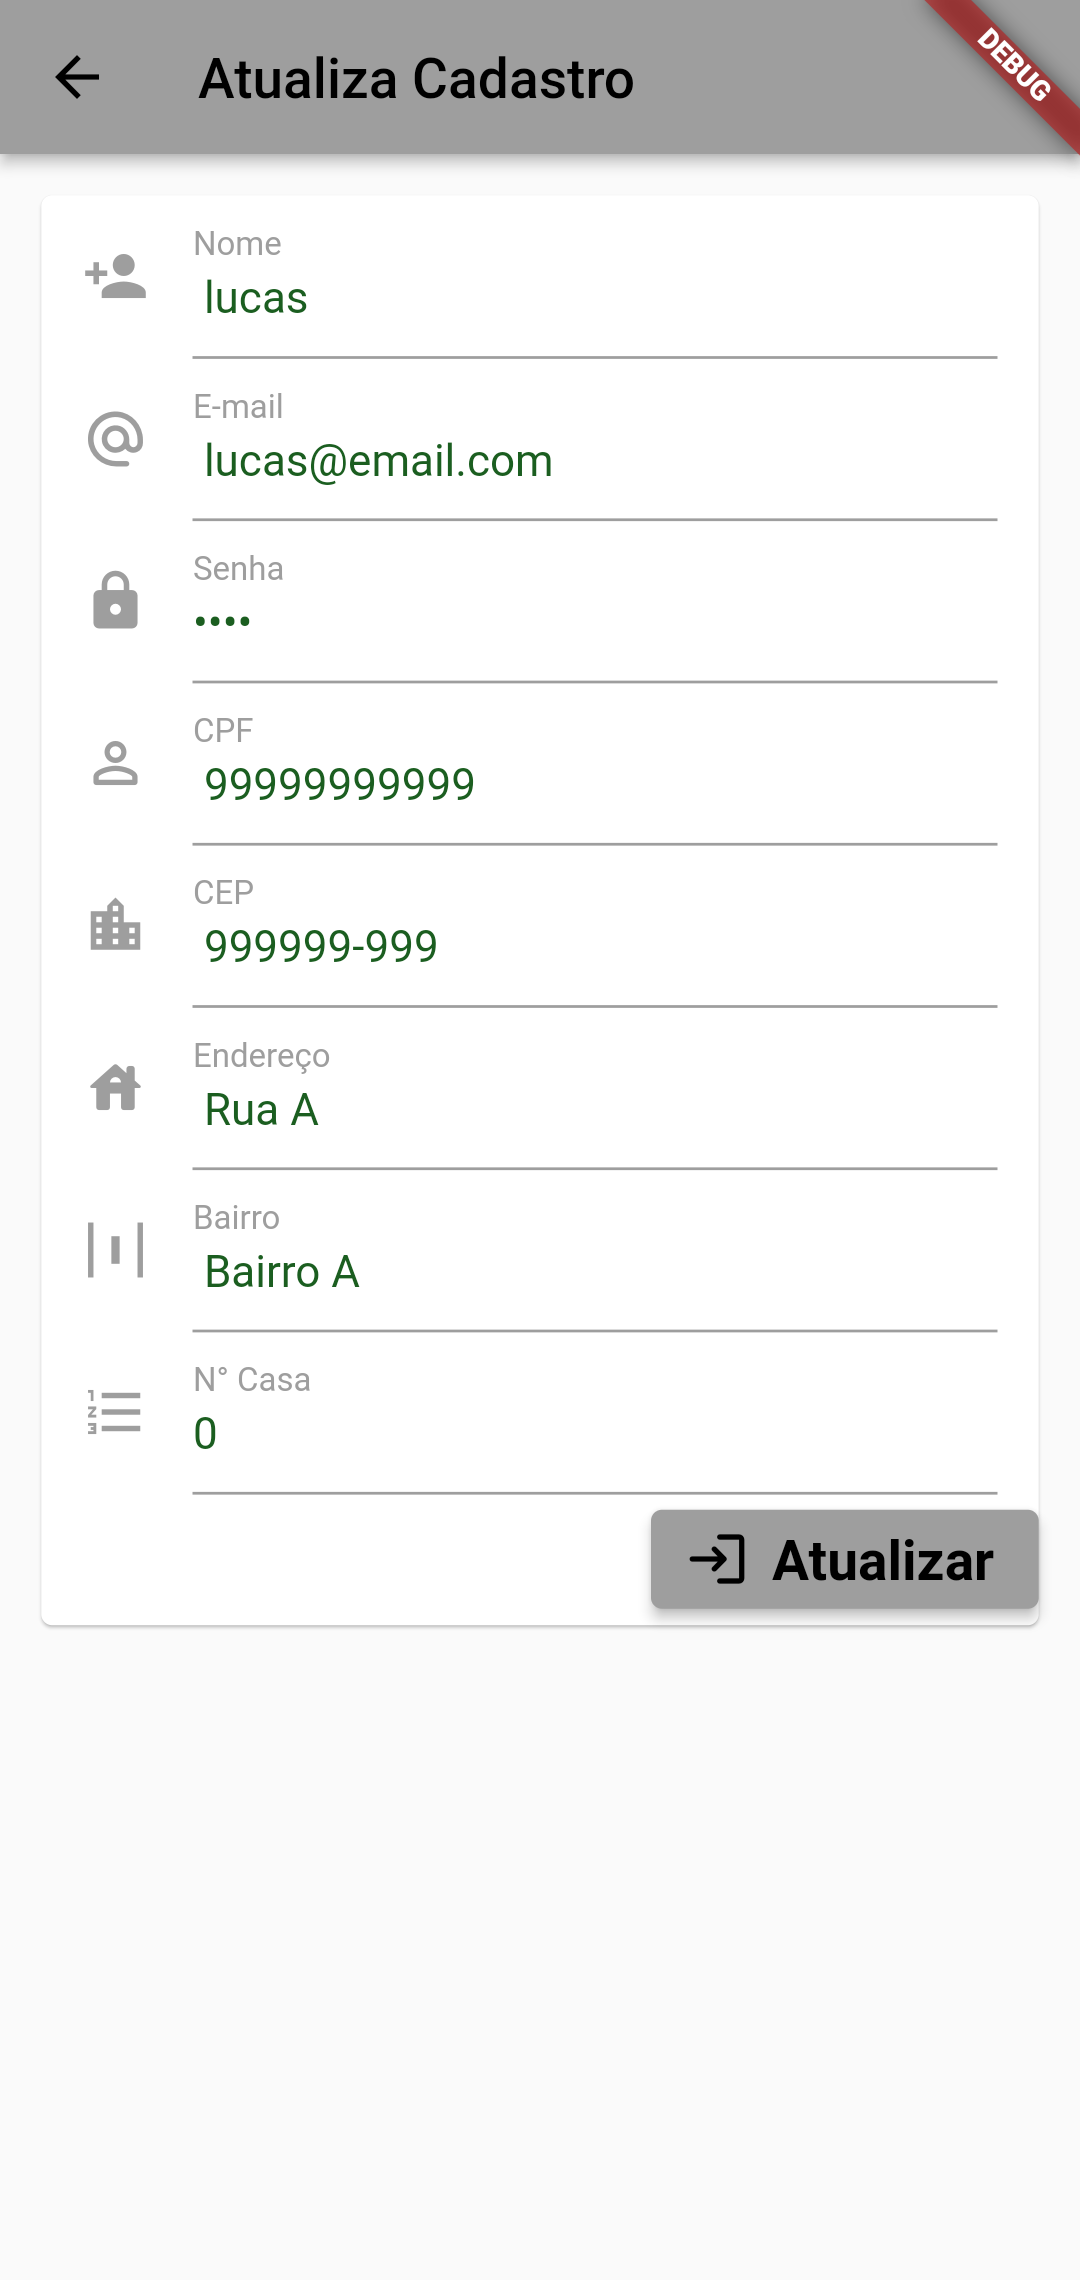 Atualiza Cadastro
DEBUG
Nome
lucas
E-mail
lucas@email.com
Senha
••••
CPF
99999999999
CEP
999999-999
Endereço
Rua A
Bairro
Bairro A
N° Casa
0
Atualizar